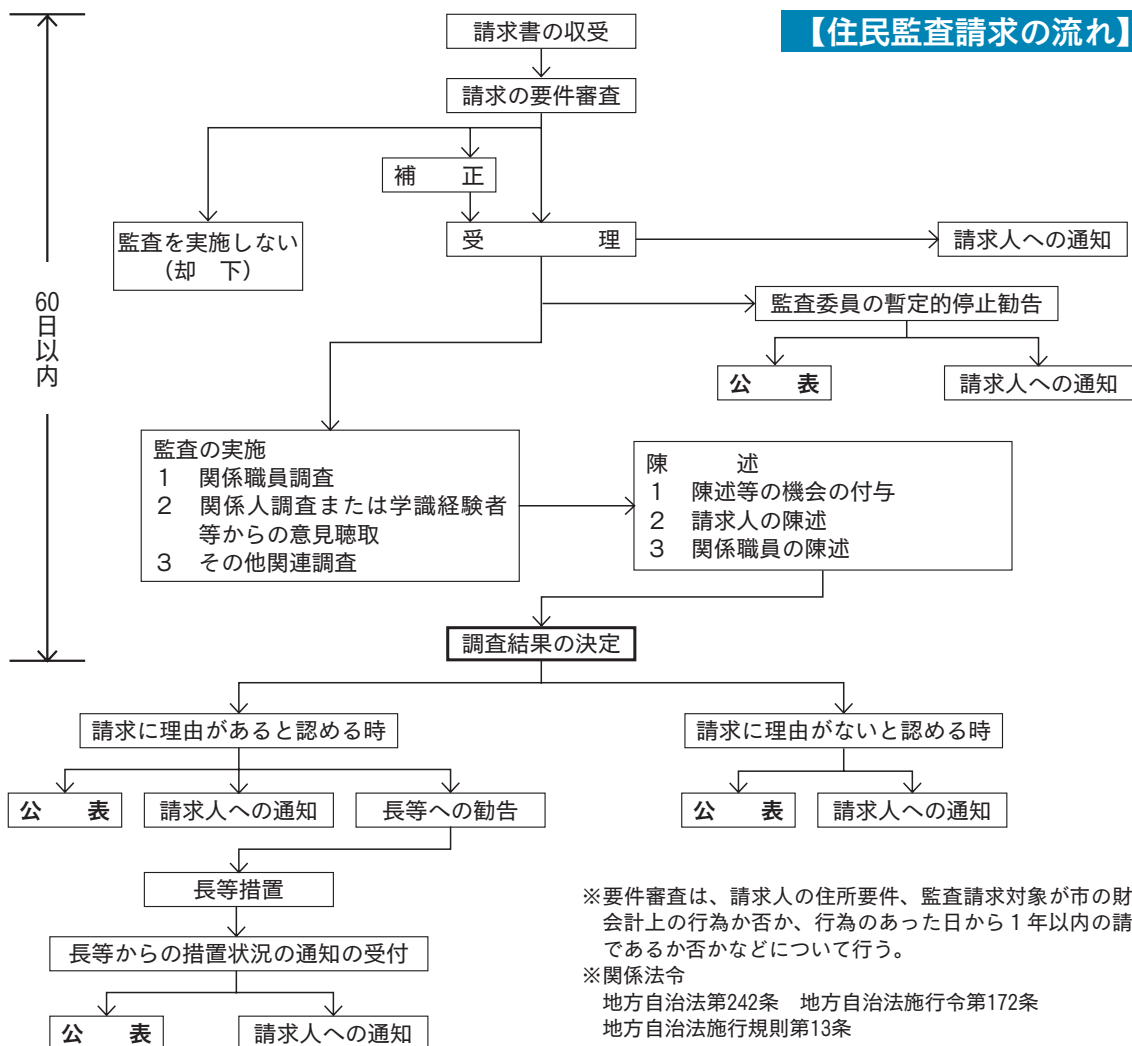 【住民監査請求の流れ】
請求書の収受
請求の要件審査
補　　正
監査を実施しない
（却　下）
受　　　　理
請求人への通知
60日以内
監査委員の暫定的停止勧告
公　　表
請求人への通知
監査の実施
１　関係職員調査
２　関係人調査または学識経験者
等からの意見聴取
３　その他関連調査
陳　　　述
１　陳述等の機会の付与
２　請求人の陳述
３　関係職員の陳述
調査結果の決定
請求に理由があると認める時
請求に理由がないと認める時
公　　表
請求人への通知
長等への勧告
公　　表
請求人への通知
長等措置
長等からの措置状況の通知の受付
公　　表
請求人への通知
※要件審査は、請求人の住所要件、監査請求対象が市の財
会計上の行為か否か、行為のあった日から１年以内の請
であるか否かなどについて行う。
※関係法令
地方自治法第242条　地方自治法施行令第172条
地方自治法施行規則第13条